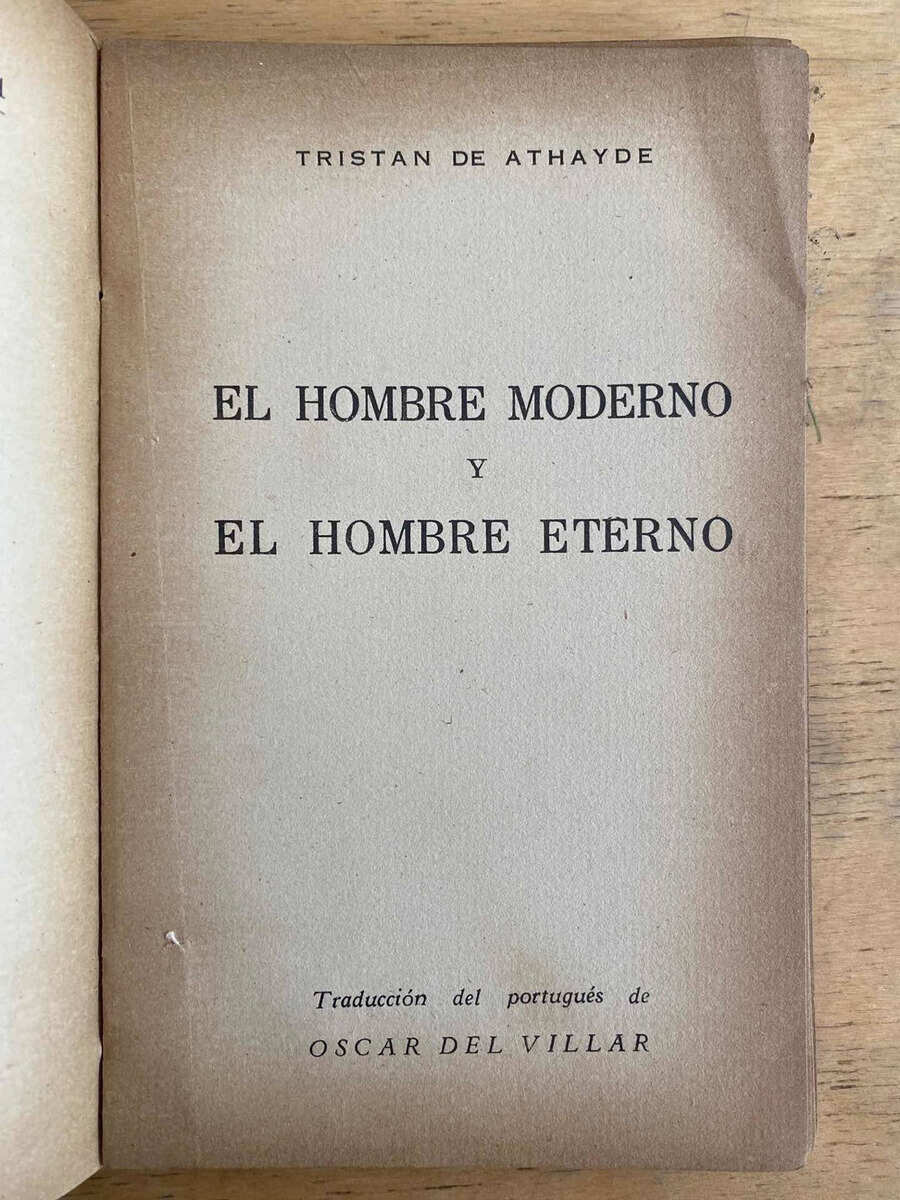 TRISTAN DE ATHAYDE
EL HOMBRE MODERNO
Y
EL HOMBRE ETERNO
Traducción del portugués de
OSCAR DEL VILLAR